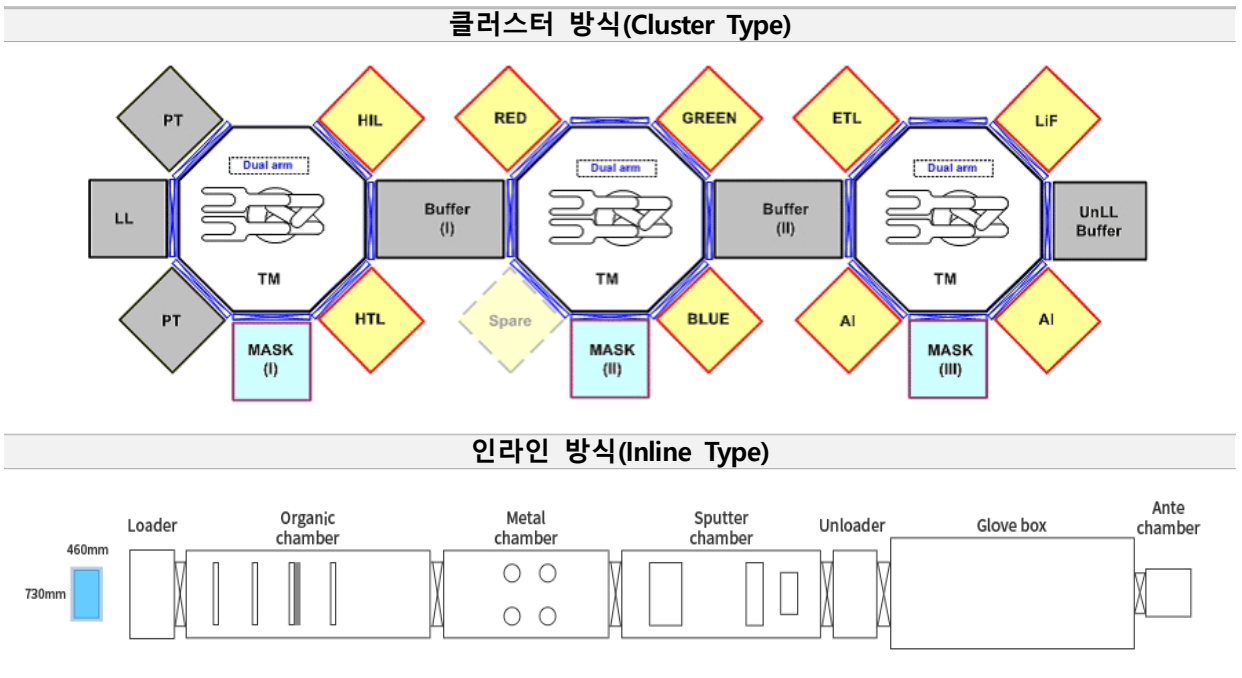 클러스터 방식(Cluster Type)
PT
HIL
RED
GREEN
ETL
LiF
Dual arm
Dual arm
Dual arm
LL
Buffer
(I)
Buffer
(II)
UnLL
Buffer
TM
TM
TM
PT
HTL
Spare
BLUE
Al
Al
MASK
(I)
MASK
(II)
MASK
(III)
인라인 방식(Inline Type)
460mm
730mm
Loader
Organic
chamber
Metal
chamber
Sputter
chamber
Unloader
Glove box
Ante
chamber